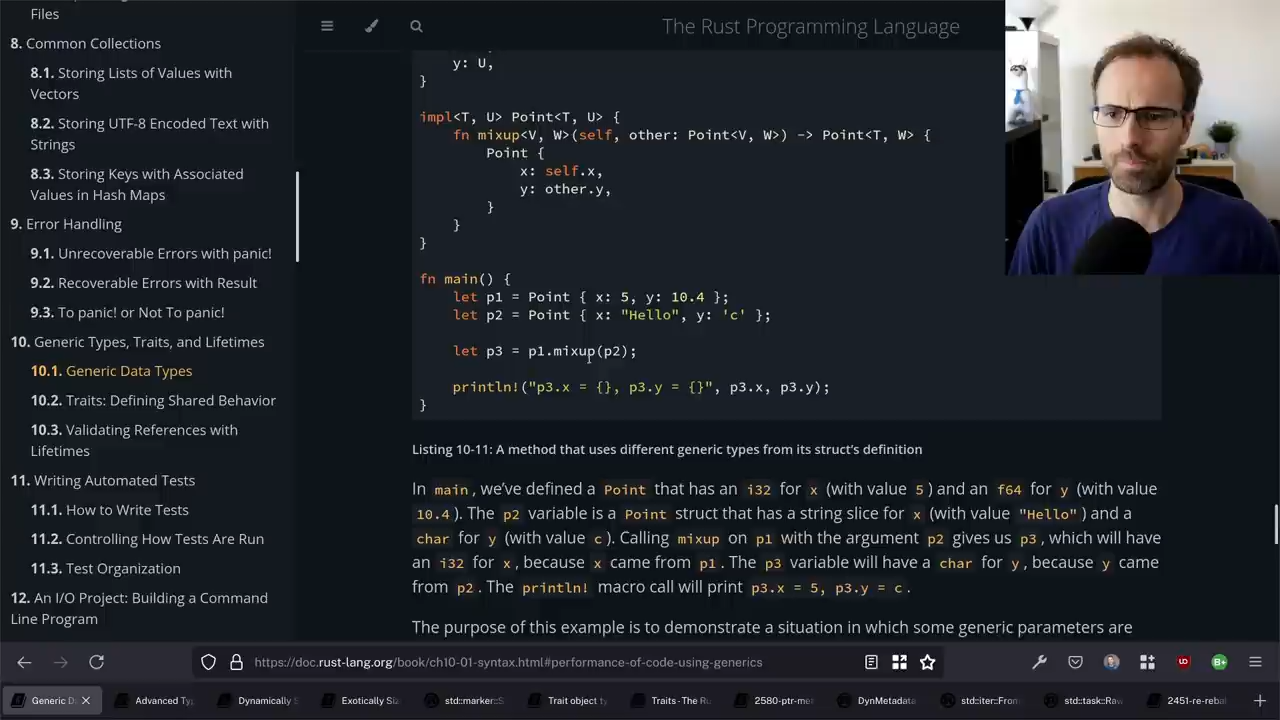 Files
8. Common Collections
8.1. Storing Lists of Values with
Vectors
8.2. Storing UTF-8 Encoded Text with
Strings
8.3. Storing Keys with Associated
Values in Hash Maps
9. Error Handling
9.1. Unrecoverable Errors with panic!
9.2. Recoverable Errors with Result
9.3. To panic! or Not To panic!
10. Generic Types, Traits, and Lifetimes
10.1. Generic Data Types
10.2. Traits: Defining Shared Behavior
10.3. Validating References with
Lifetimes
11. Writing Automated Tests
11.1. How to Write Tests
11.2. Controlling How Tests Are Run
11.3. Test Organization
12. An I/O Project: Building a Command
Line Program
The Rust Programming Language
y: U,
}
impl<T, U> Point<T, U> {
fn mixup<V, W>(self, other: Point<V, W>) -> Point<T, W> {
Point {
x: self.x,
y: other.y,
}
}
}
fn main() {
let p1 = Point { x: 5, y: 10.4 };
let p2 = Point { x: "Hello", y: 'c' };
let p3 = p1.mixup(p2);
println!("p3.x = {}, p3.y = {}", p3.x, p3.y);
}
Listing 10-11: A method that uses different generic types from its struct's definition
In main, we've defined a Point that has an i32 for x (with value 5) and an f64 for y (with value
10.4). The p2 variable is a Point struct that has a string slice for x (with value "Hello") and a
char for y (with value c). Calling mixup on p1 with the argument p2 gives us p3, which will have
an i32 for x, because x came from p1. The p3 variable will have a char for y, because y came
from p2. The println! macro call will print p3.x = 5, p3.y = c.
The purpose of this example is to demonstrate a situation in which some generic parameters are
https://doc.rust-lang.org/book/ch10-01-syntax.html#performance-of-code-using-generics
Generic D
Advanced Ty
Dynamically S
Exotically Si
std::marker::S
Trait object ty
Traits - The Ru
2580-ptr-me
DynMetadata
std::iter::From
std::task::Raw
2451-re-reba